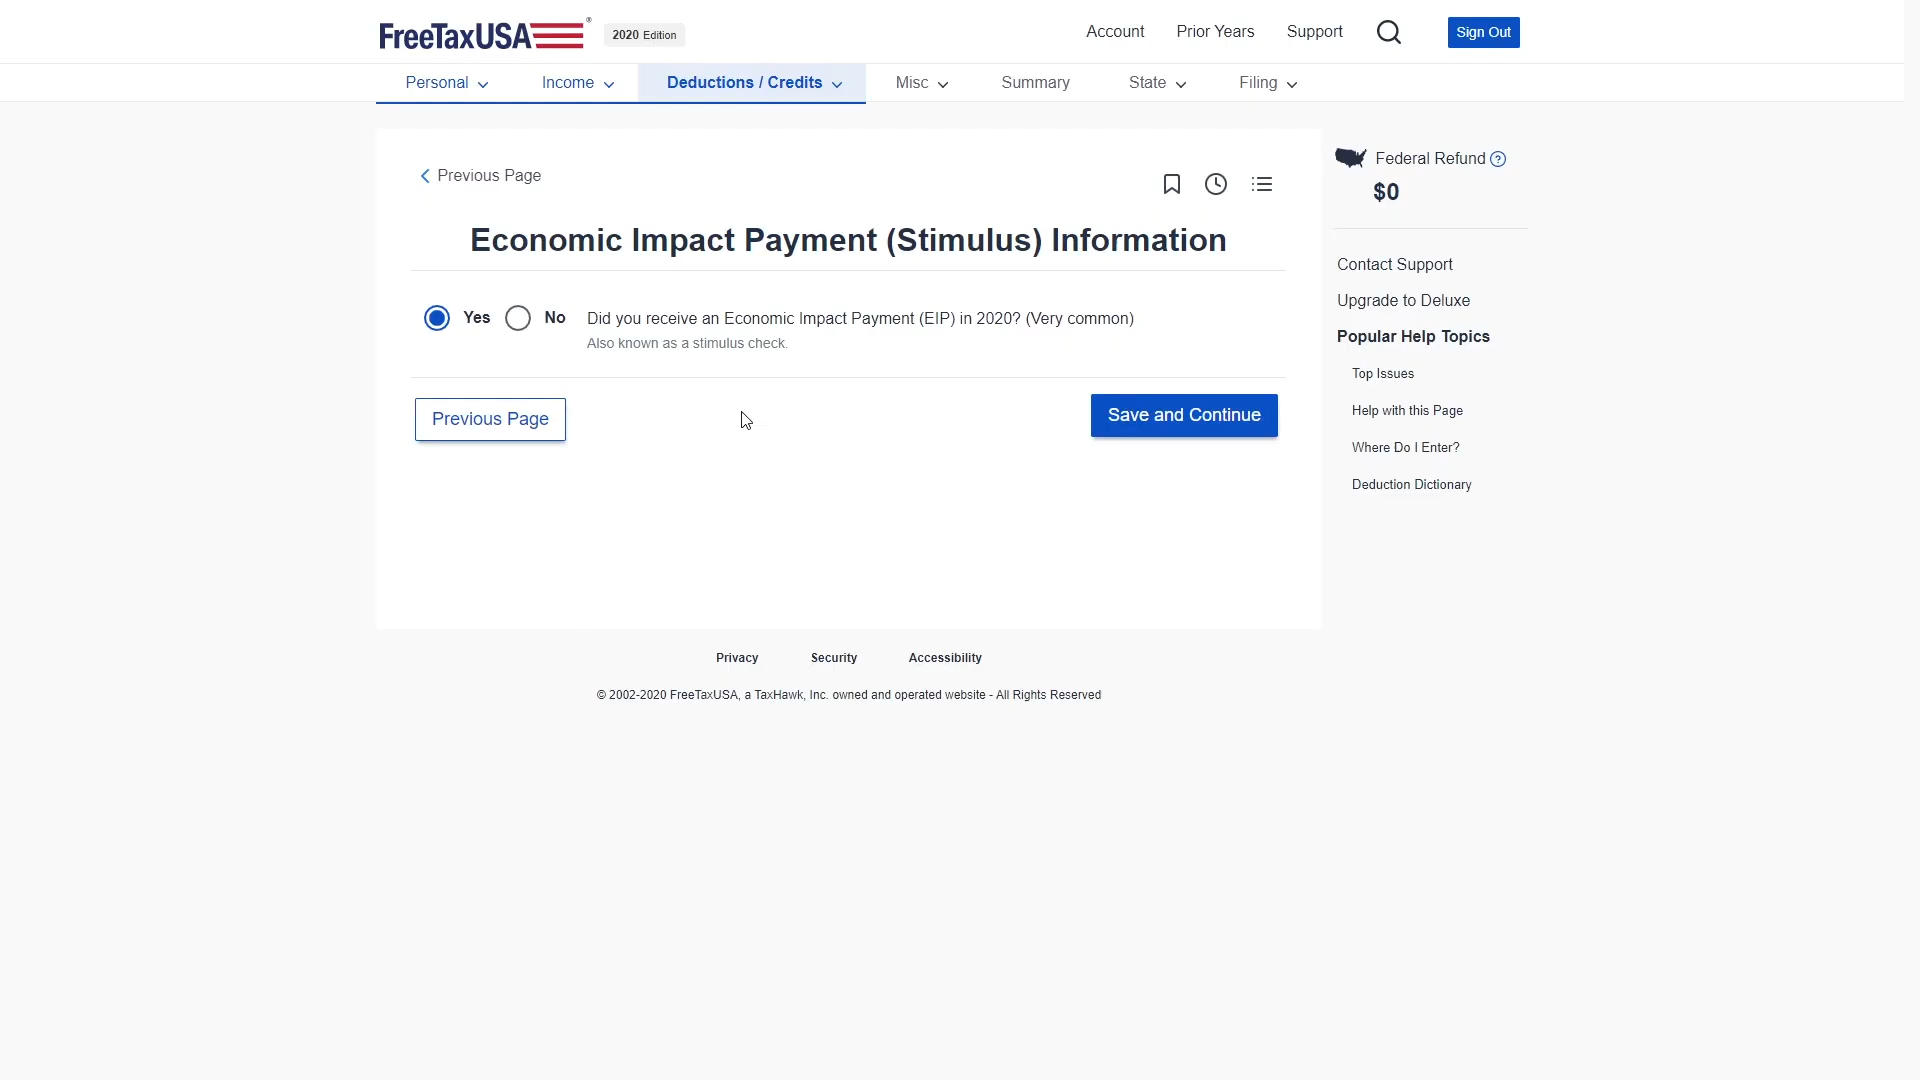 FreeTaxUSA®
2020 Edition
Account Prior Years Support
Sign Out
Personal Income Deductions / Credits Misc Summary State Filing
Previous Page
Economic Impact Payment (Stimulus) Information
Yes No Did you receive an Economic Impact Payment (EIP) in 2020? (Very common)
Also known as a stimulus check.
Previous Page
Save and Continue
Federal Refund ?
$0
Contact Support
Upgrade to Deluxe
Popular Help Topics
Top Issues
Help with this Page
Where Do I Enter?
Deduction Dictionary
Privacy Security Accessibility
© 2002-2020 FreeTaxUSA, a TaxHawk, Inc. owned and operated website - All Rights Reserved